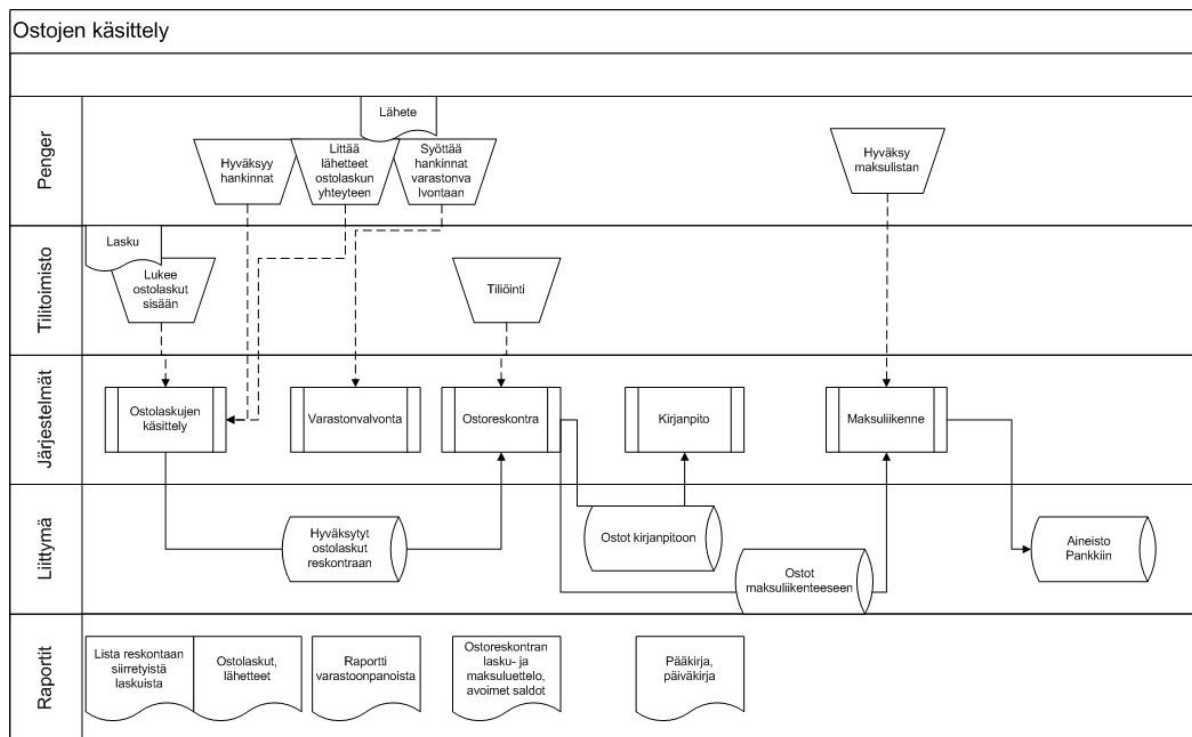 Ostojen käsittely
Penger
Lähete
Hyväksyy
hankinnat
Littää
lähetteet
ostolaskun
yhteyteen
Syöttää
hankinnat
varastonva
lvontaan
Hyväksy
maksulistan
Tilitoimisto
Lasku
Lukee
ostolaskut
sisään
Tiliöinti
Järjestelmät
Ostolaskujen
käsittely
Varastonvalvonta
Ostoreskontra
Kirjanpito
Maksuliikenne
Liittymä
Hyväksytyt
ostolaskut
reskontraan
Ostot kirjanpitoon
Ostot
maksuliikenteeseen
Aineisto
Pankkiin
Raportit
Lista reskontaan
siirretyistä
laskuista
Ostolaskut,
lähetteet
Raportti
varastoonpanoista
Ostoreskontran
lasku- ja
maksuluettelo,
avoimet saldot
Pääkirja,
päiväkirja